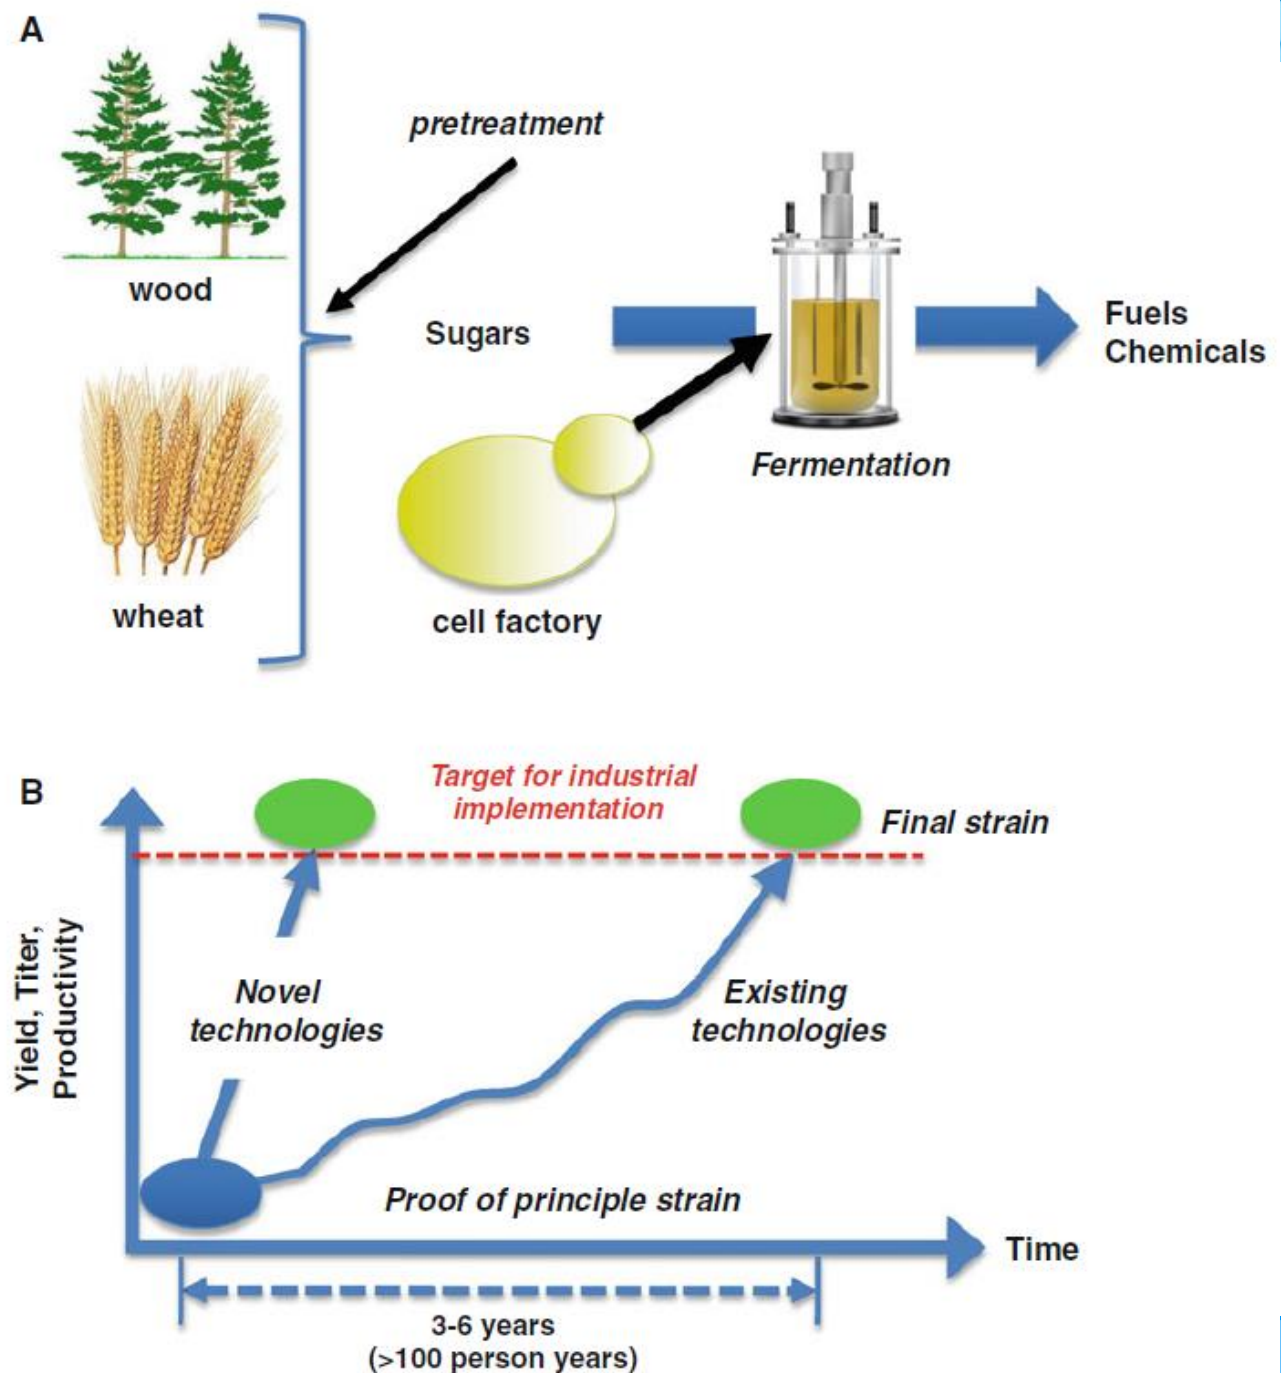 A
pretreatment
wood
Sugars
Fuels
Chemicals
Fermentation
wheat
cell factory
B
Target for industrial
implementation
Final strain
Yield, Titer,
Productivity
Novel
technologies
Existing
technologies
Proof of principle strain
Time
3-6 years
(>100 person years)